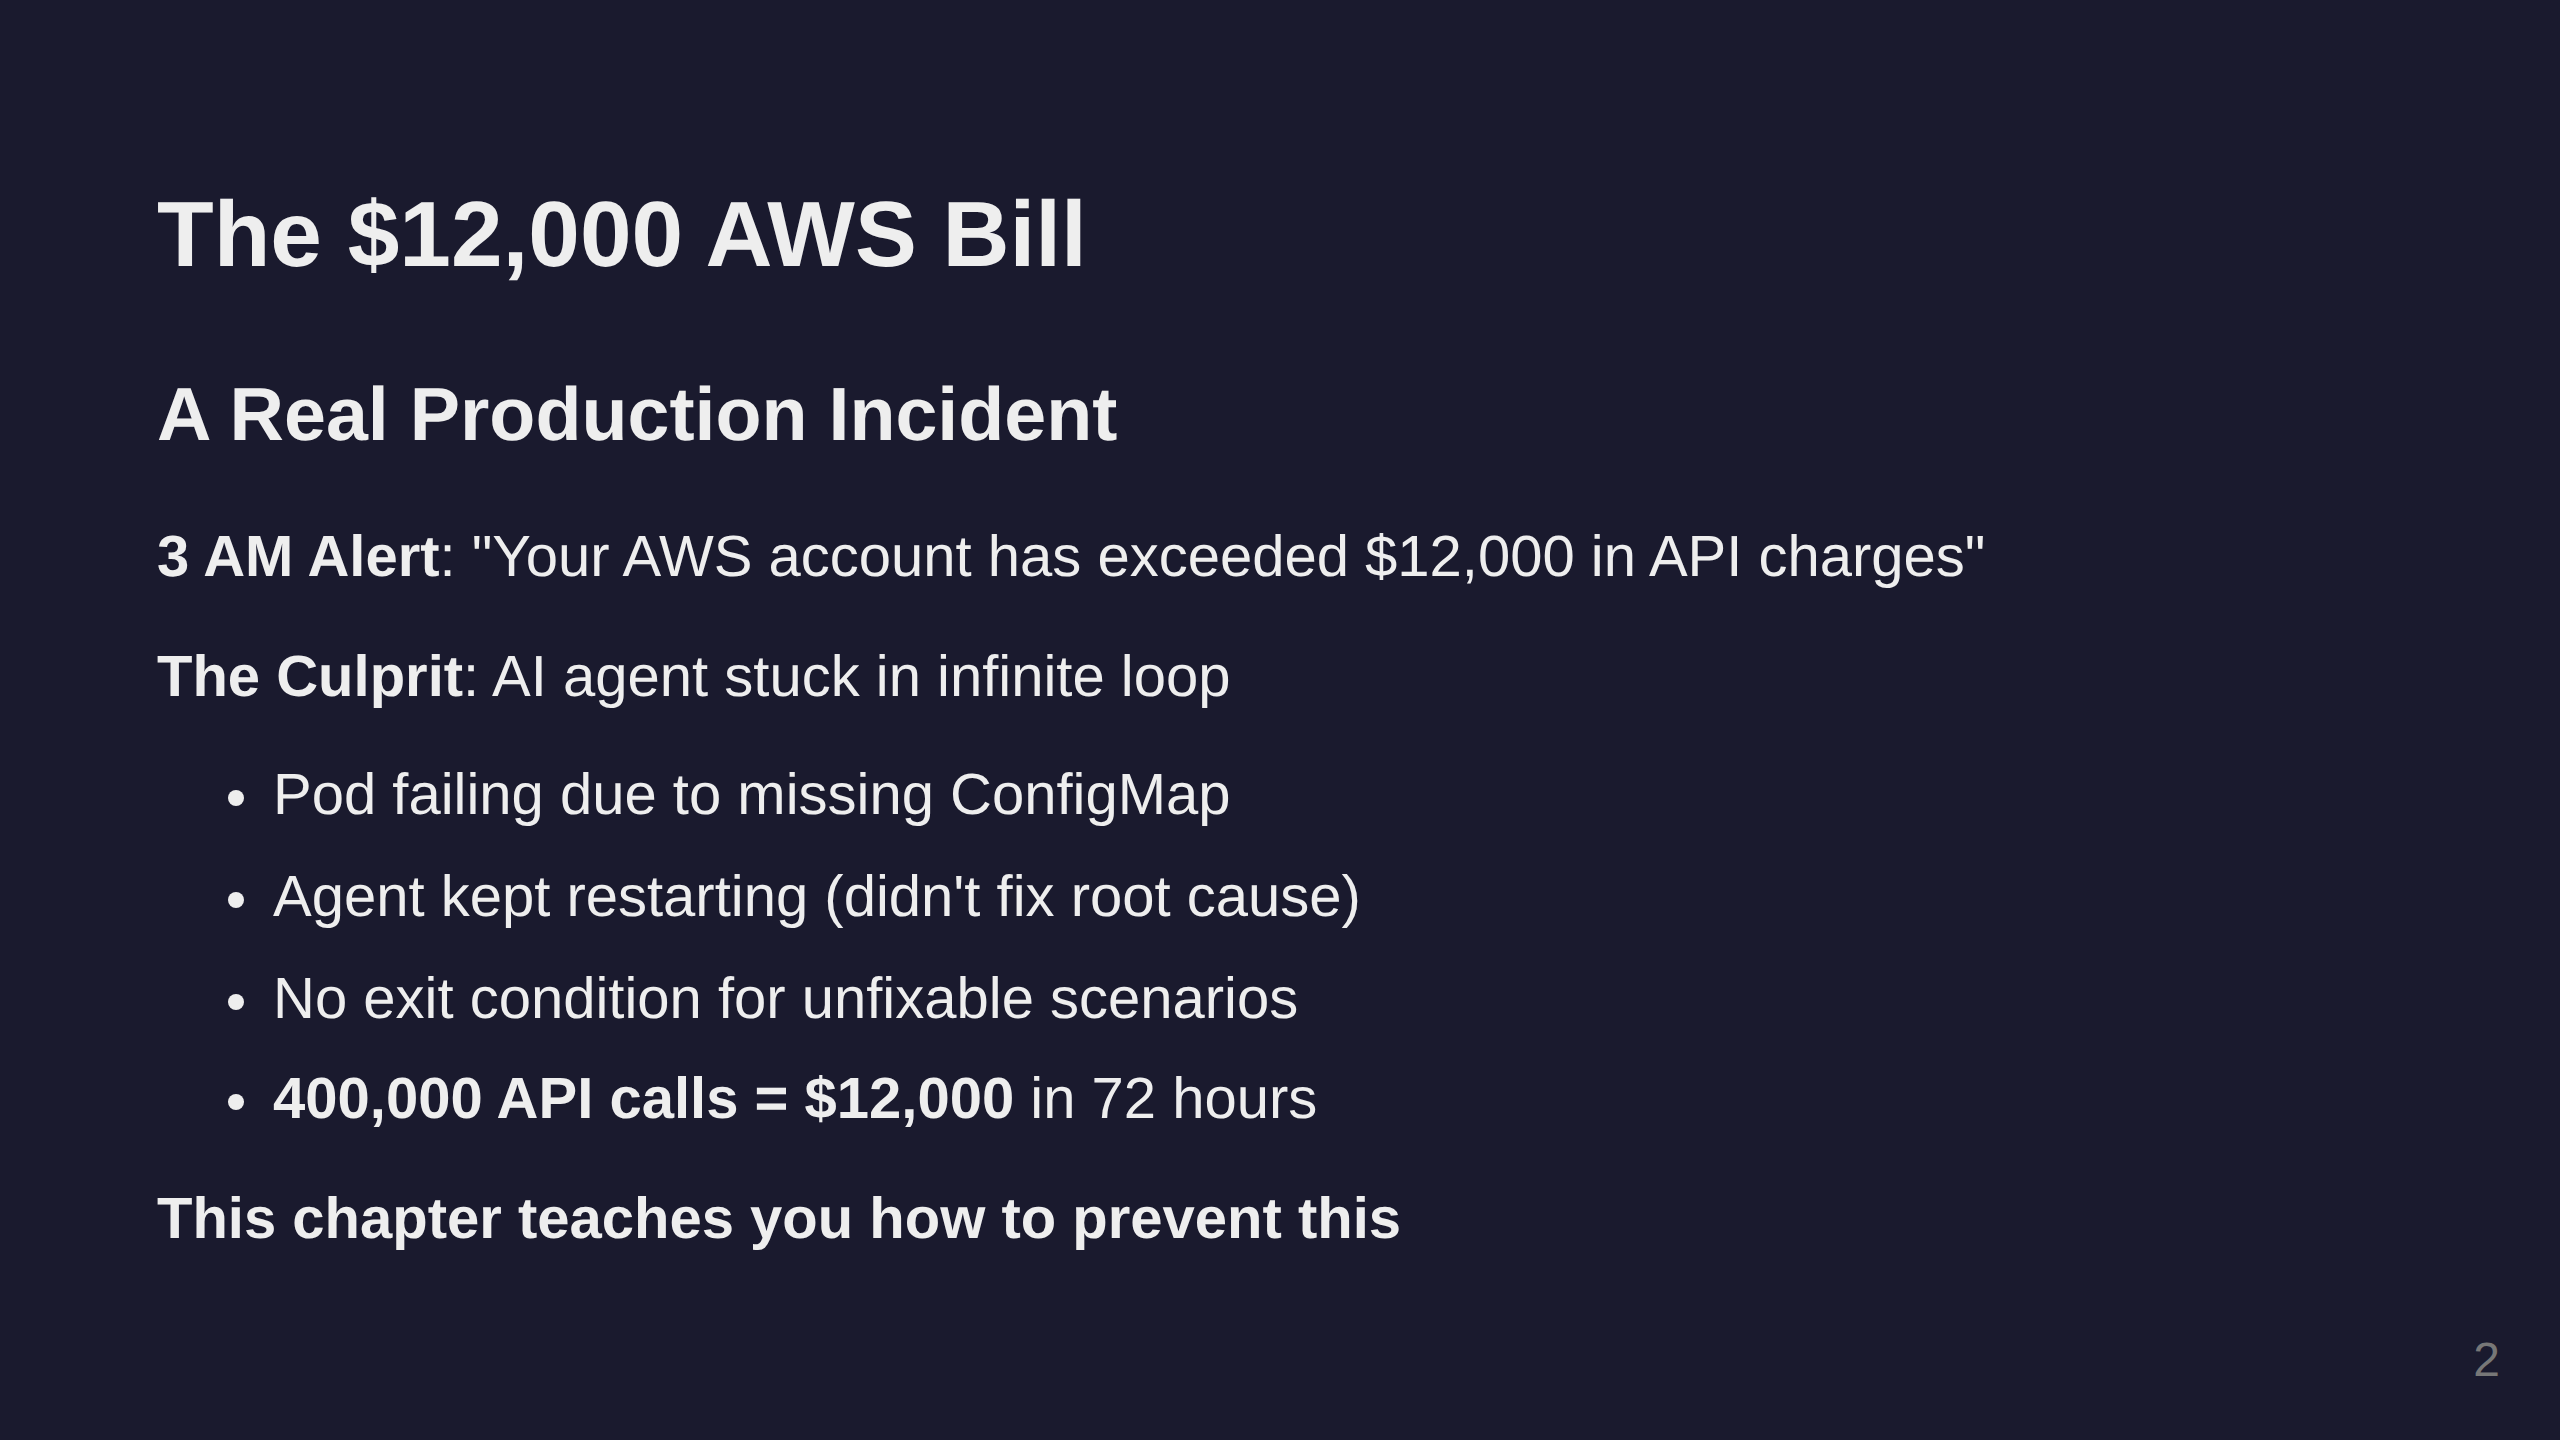 The $12,000 AWS Bill
A Real Production Incident
3 AM Alert: "Your AWS account has exceeded $12,000 in API charges"
The Culprit: AI agent stuck in infinite loop
• Pod failing due to missing ConfigMap
• Agent kept restarting (didn't fix root cause)
• No exit condition for unfixable scenarios
• 400,000 API calls = $12,000 in 72 hours
This chapter teaches you how to prevent this
2